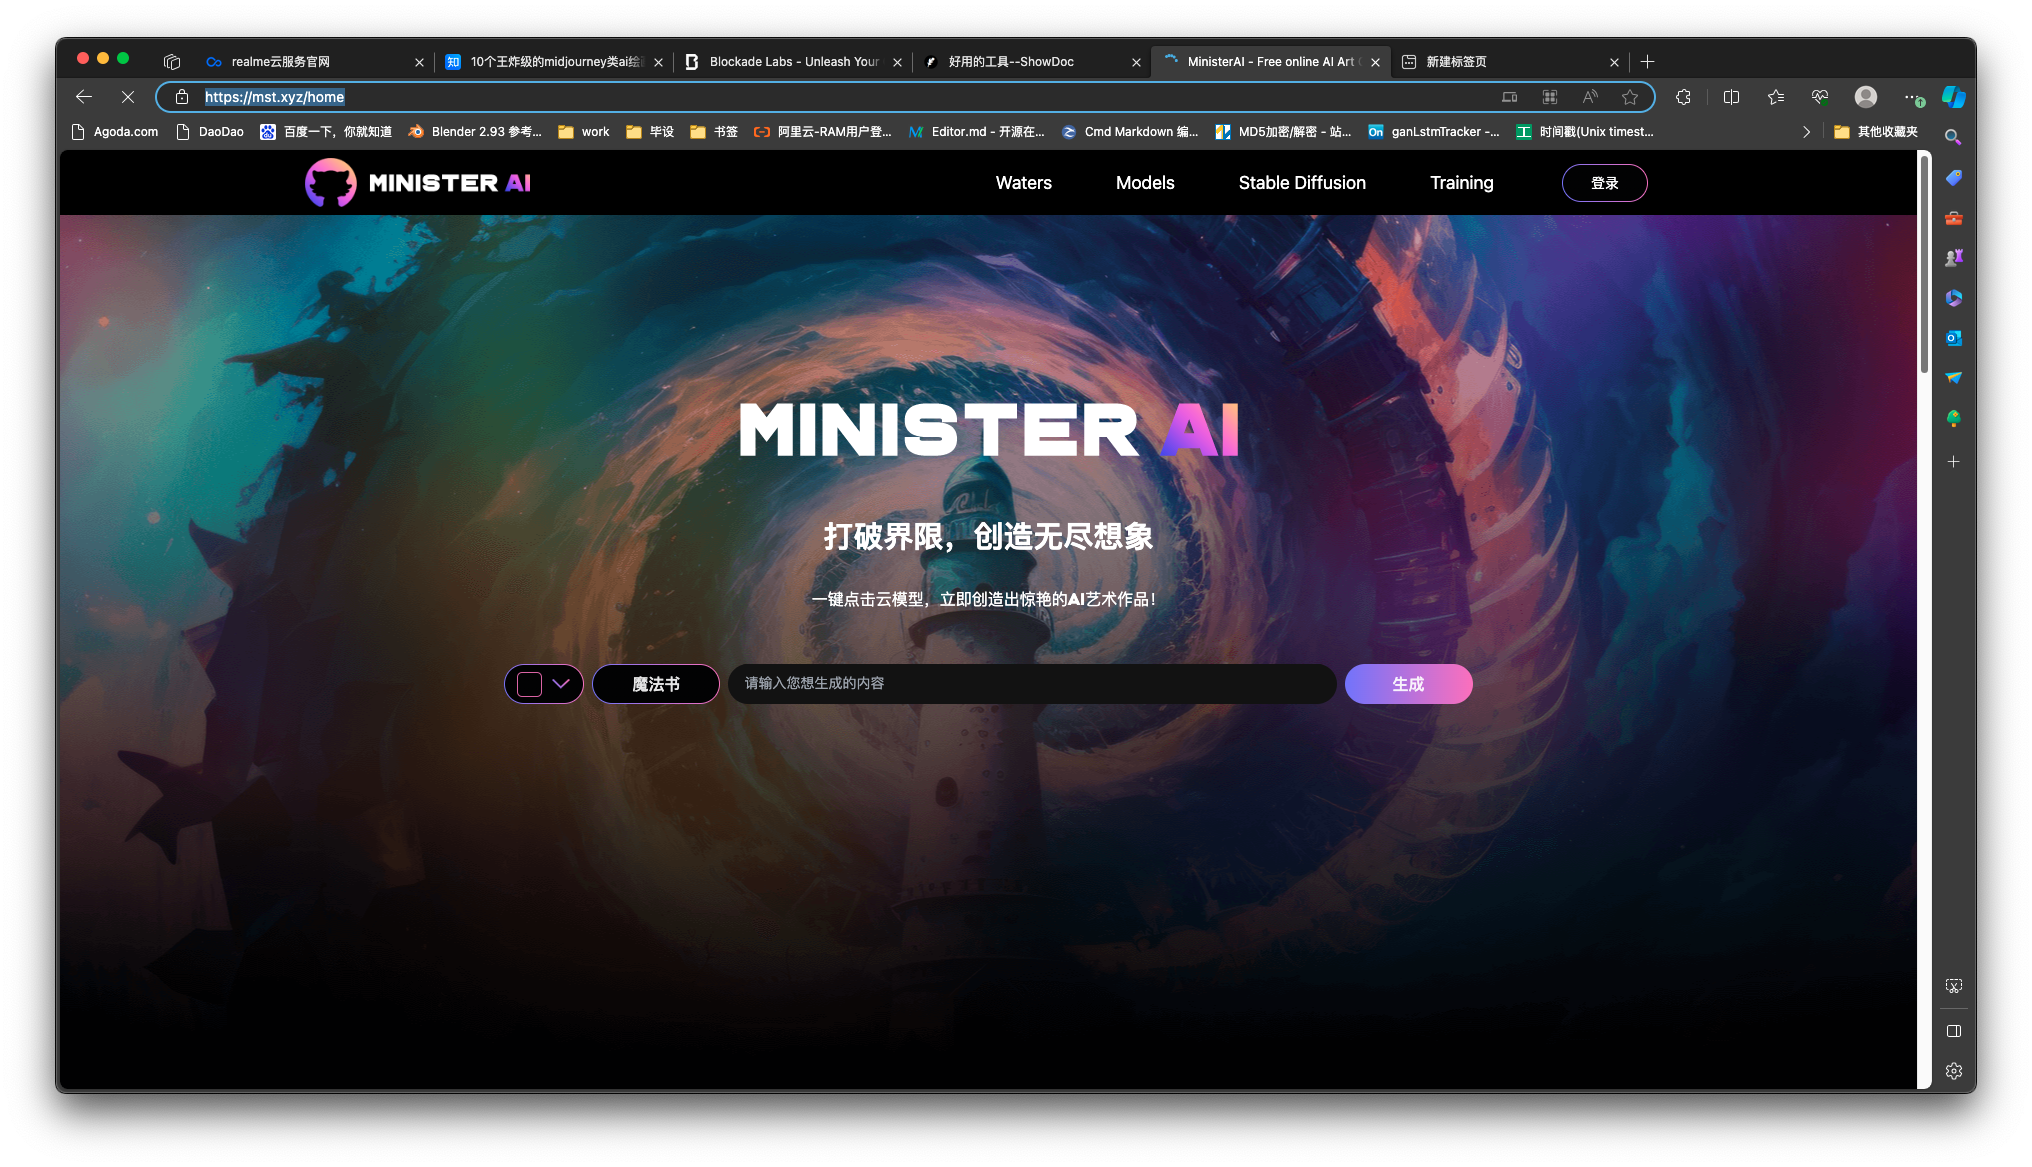 realme云服务官网
10个王炸级的midjourney类ai绘
Blockade Labs - Unleash Your
好用的工具--ShowDoc
MinisterAI - Free online AI Art
新建标签页
https://mst.xyz/home
Agoda.com
DaoDao
百度一下，你就知道
Blender 2.93 参考...
work
毕设
书签
阿里云-RAM用户登...
Editor.md - 开源在...
Cmd Markdown 编...
MD5加密/解密 - 站...
ganLstmTracker -...
时间戳(Unix timest...
其他收藏夹
MINISTER AI
Waters
Models
Stable Diffusion
Training
登录
MINISTER AI
打破界限，创造无尽想象
一键点击云模型，立即创造出惊艳的AI艺术作品！
魔法书
请输入您想生成的内容
生成